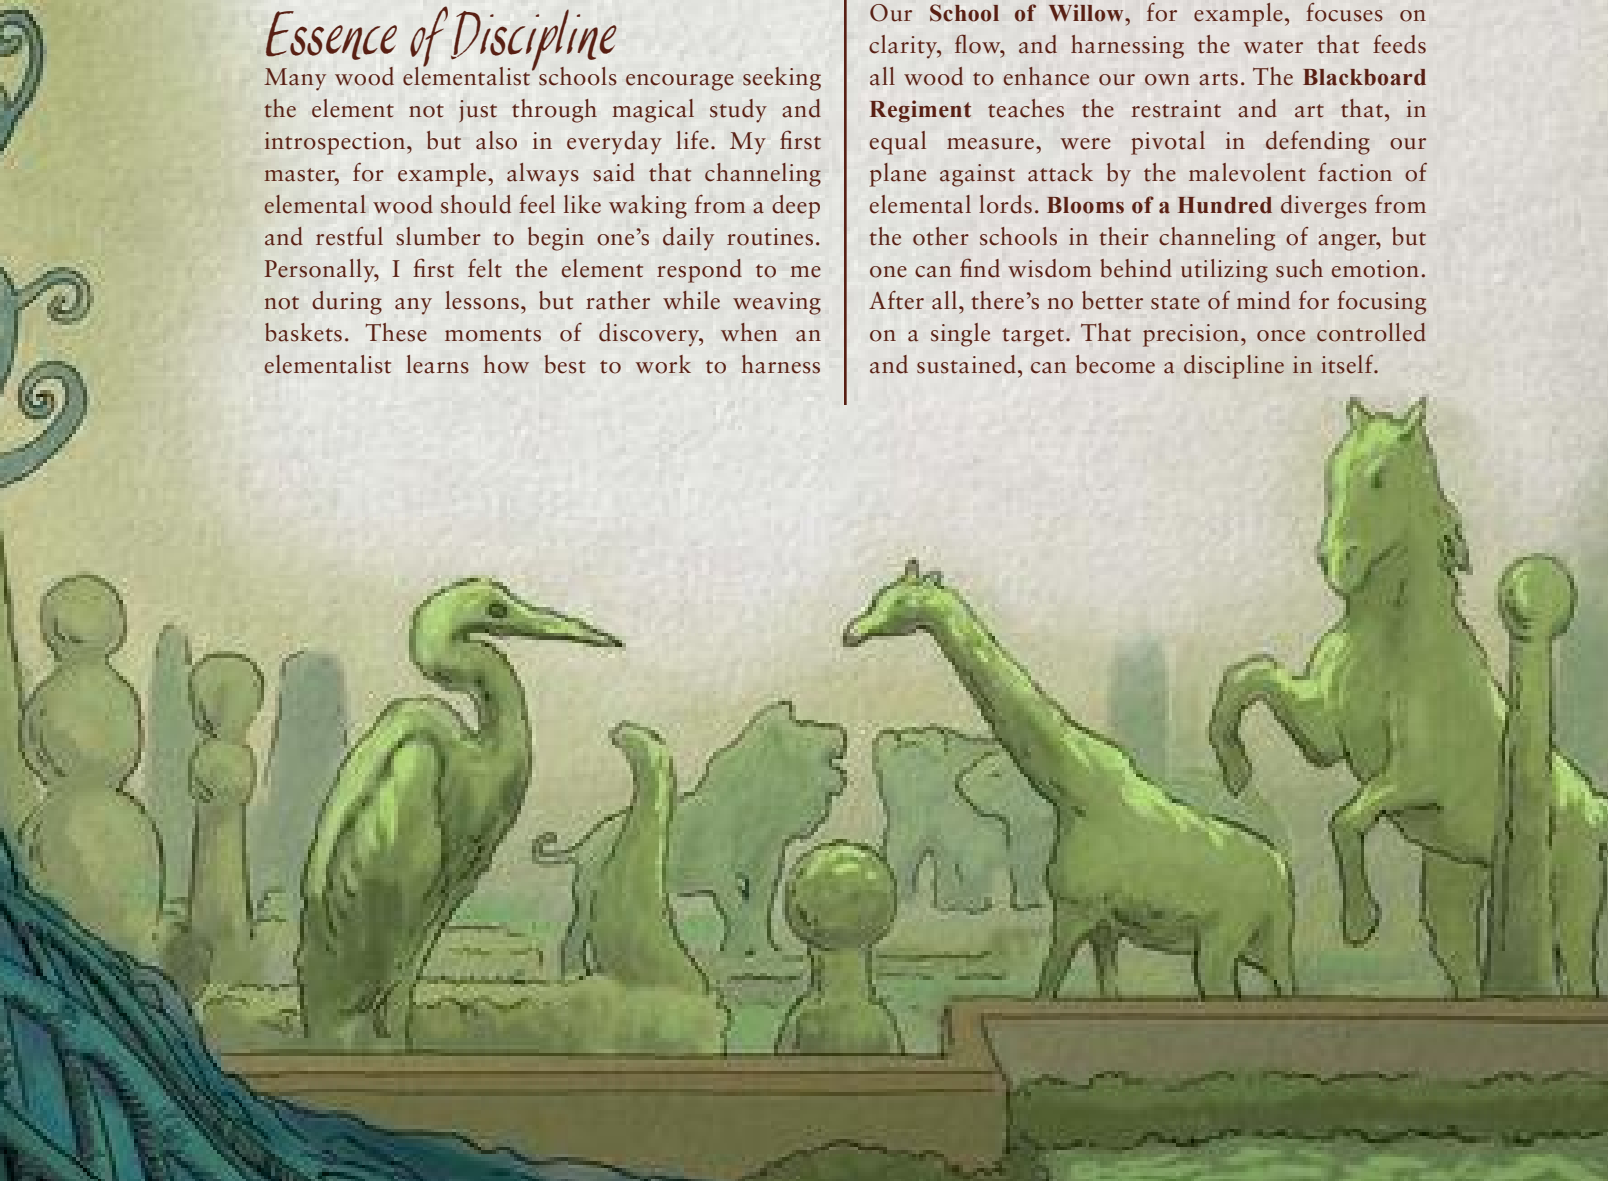 Essence of Discipline
Many wood elementalist schools encourage seeking
the element not just through magical study and
introspection, but also in everyday life. My first
master, for example, always said that channeling
elemental wood should feel like waking from a deep
and restful slumber to begin one’s daily routines.
Personally, I first felt the element respond to me
not during any lessons, but rather while weaving
baskets. These moments of discovery, when an
elementalist learns how best to work to harness
Our School of Willow, for example, focuses on
clarity, flow, and harnessing the water that feeds
all wood to enhance our own arts. The Blackboard
Regiment teaches the restraint and art that, in
equal measure, were pivotal in defending our
plane against attack by the malevolent faction of
elemental lords. Blooms of a Hundred diverges from
the other schools in their channeling of anger, but
one can find wisdom behind utilizing such emotion.
After all, there’s no better state of mind for focusing
on a single target. That precision, once controlled
and sustained, can become a discipline in itself.